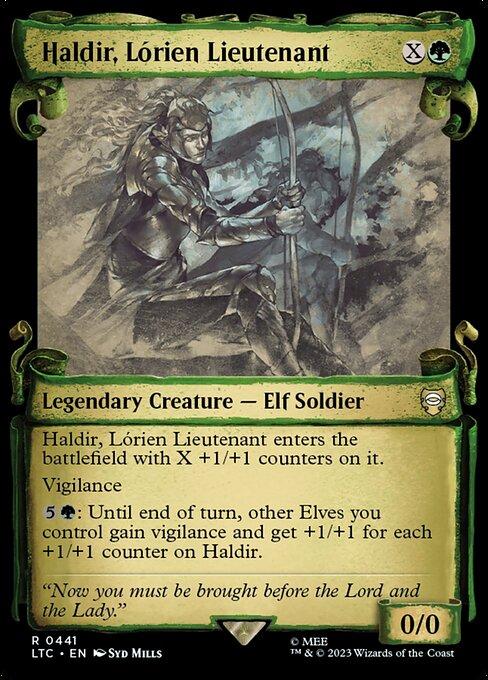 Haldir, Lórien Lieutenant X
Legendary Creature — Elf Soldier
Haldir, Lórien Lieutenant enters the
battlefield with X +1/+1 counters on it.
Vigilance
5 : Until end of turn, other Elves you
control gain vigilance and get +1/+1 for each
+1/+1 counter on Haldir.
“Now you must be brought before the Lord and
the Lady.”
0/0
R 0441
LTC • EN Syd Mills
© MEE
™ & © 2023 Wizards of the Coast